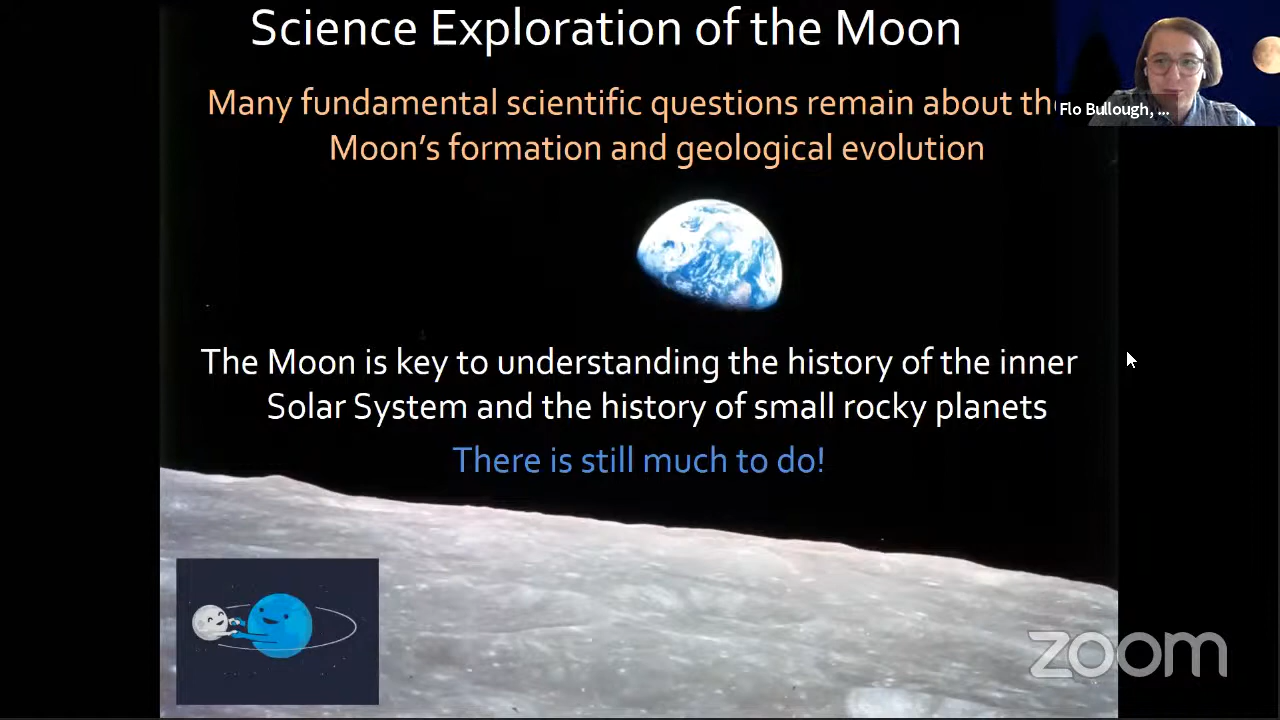 Science Exploration of the Moon
Many fundamental scientific questions remain about th
Moon's formation and geological evolution
Flo Bullough, ...
The Moon is key to understanding the history of the inner
Solar System and the history of small rocky planets
There is still much to do!
zoom